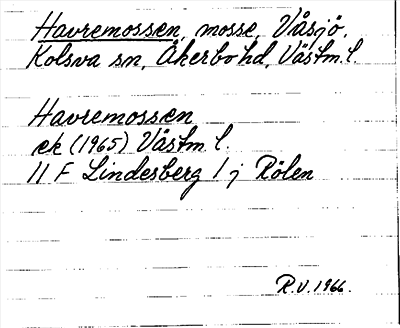 Havremossen, mosse, Våsjö,
Kolsva sn, Åkerbo hd, Västm. l.
Havremossen
ek (1965) Västm l.
11 F Lindesberg 1 j Rölen
R.V. 1966.